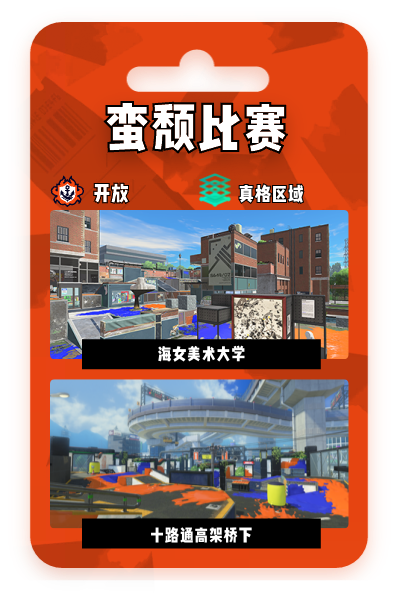 蛮颓比赛
开放
真格区域
海女美术大学
十路通高架桥下